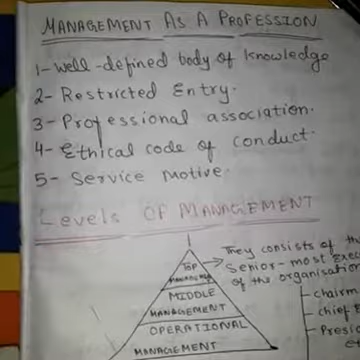 MANAGEMENT AS A PROFESSION
1- Well-defined body of knowledge
2- Restricted Entry.
3- Professional association.
4- Ethical code of conduct.
5- Service Motive.
Levels OF MANAGEMENT
They consists of the
Senior-most
of the organisation
TOP
MIDDLE
MANAGEMENT
OPERATIONAL
MANAGEMENT
chairm
chief